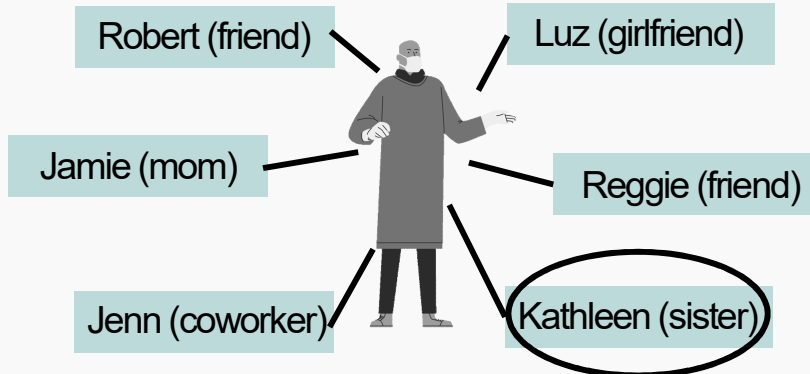 Robert (friend)
Luz (girlfriend)
Jamie (mom)
Reggie (friend)
Jenn (coworker)
Kathleen (sister)